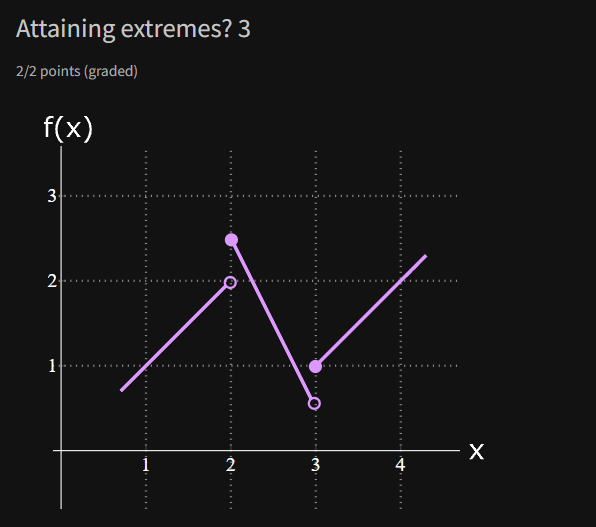 Attaining extremes? 3
2/2 points (graded)
f(x)
3
2
1
x
1 2 3 4